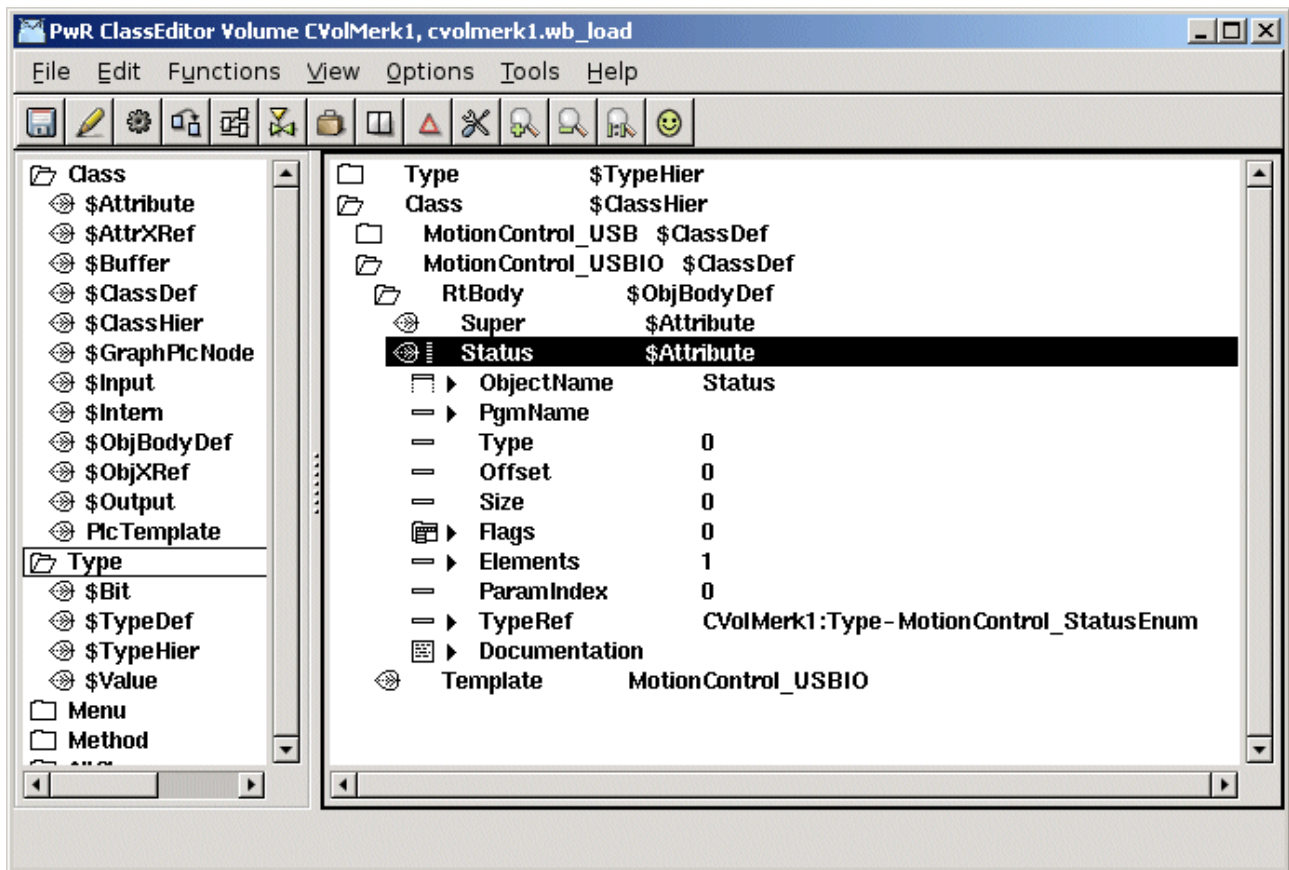 PwR ClassEditor Volume CVolMerk1, cvolmerk1.wb_load
File Edit Functions View Options Tools Help
Class
$Attribute
$AttrXRef
$Buffer
$ClassDef
$ClassHier
$GraphPlcNode
$Input
$Intern
$ObjBodyDef
$ObjXRef
$Output
PlcTemplate
Type
$Bit
$TypeDef
$TypeHier
$Value
Menu
Method
Type $TypeHier
Class $ClassHier
MotionControl_USB $ClassDef
MotionControl_USBIO $ClassDef
RtBody $ObjBodyDef
Super $Attribute
Status $Attribute
ObjectName Status
PgmName
Type 0
Offset 0
Size 0
Flags 0
Elements 1
ParamIndex 0
TypeRef CVolMerk1:Type-MotionControl_StatusEnum
Documentation
Template MotionControl_USBIO